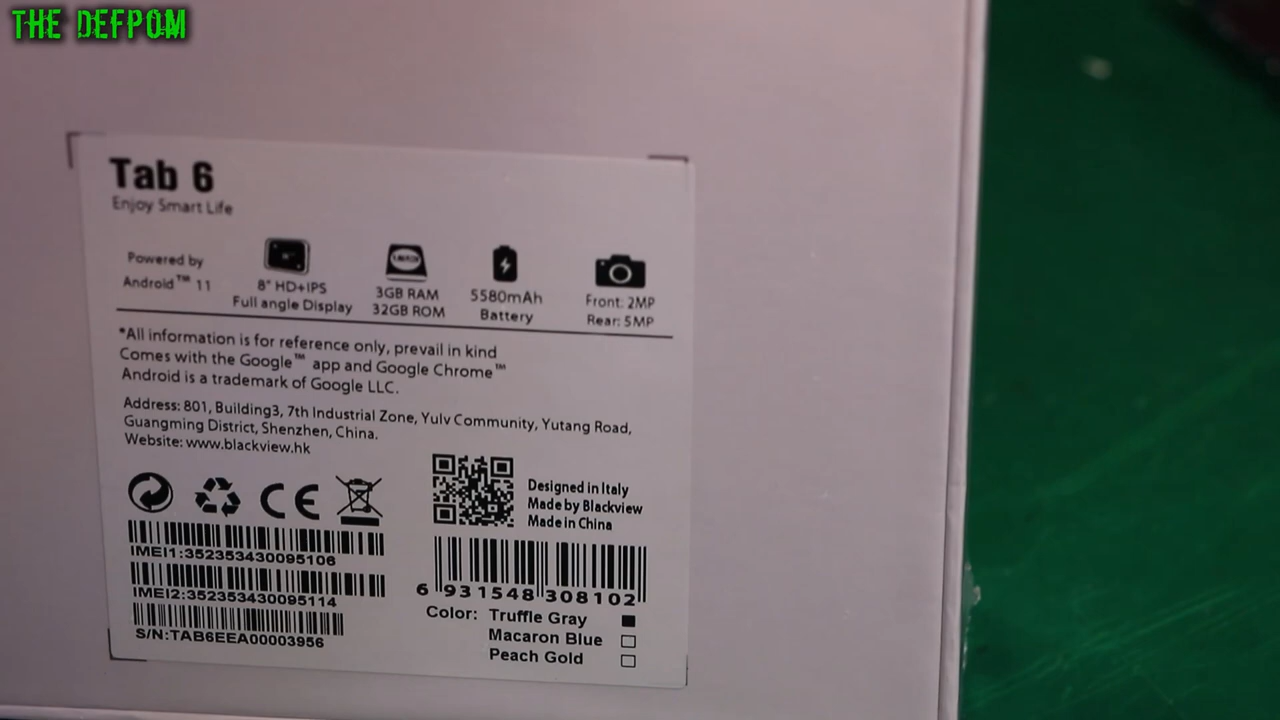 THE DEFPOM
Tab 6
Enjoy Smart Life
Powered by
Android™ 11
8" HD+IPS
Full angle Display
3GB RAM
32GB ROM
5580mAh
Battery
Front: 2MP
Rear: 5MP
*All information is for reference only, prevail in kind
Comes with the Google™ app and Google Chrome™
Android is a trademark of Google LLC.
Address: 801, Building3, 7th Industrial Zone, Yulv Community, Yutang Road,
Guangming District, Shenzhen, China.
Website: www.blackview.hk
CE
Designed in Italy
Made by Blackview
Made in China
IMEI1:352353430095106
IMEI2:352353430095114
S/N:TAB6EEA00003956
6 931548 308102
Color: Truffle Gray
Macaron Blue
Peach Gold